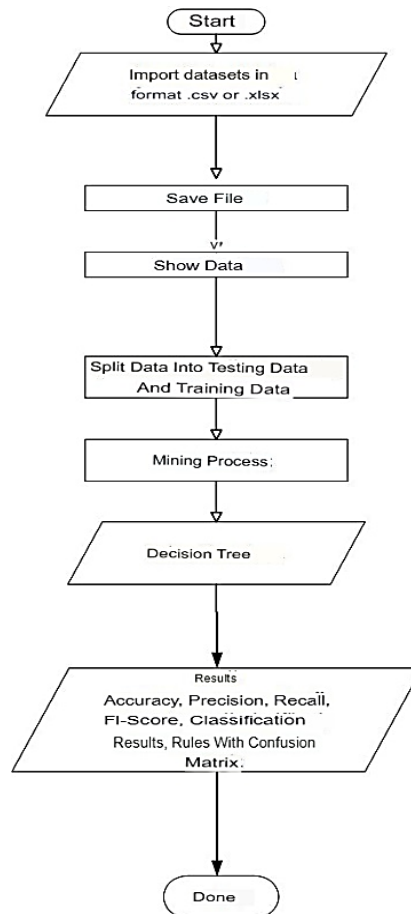 Start
Import datasets in
format .csv or .xlsx
Save File
Show Data
Split Data Into Testing Data
And Training Data
Mining Process;
Decision Tree
Results
Accuracy, Precision, Recall,
FI-Score, Classification
Results, Rules With Confusion
Matrix;
Done